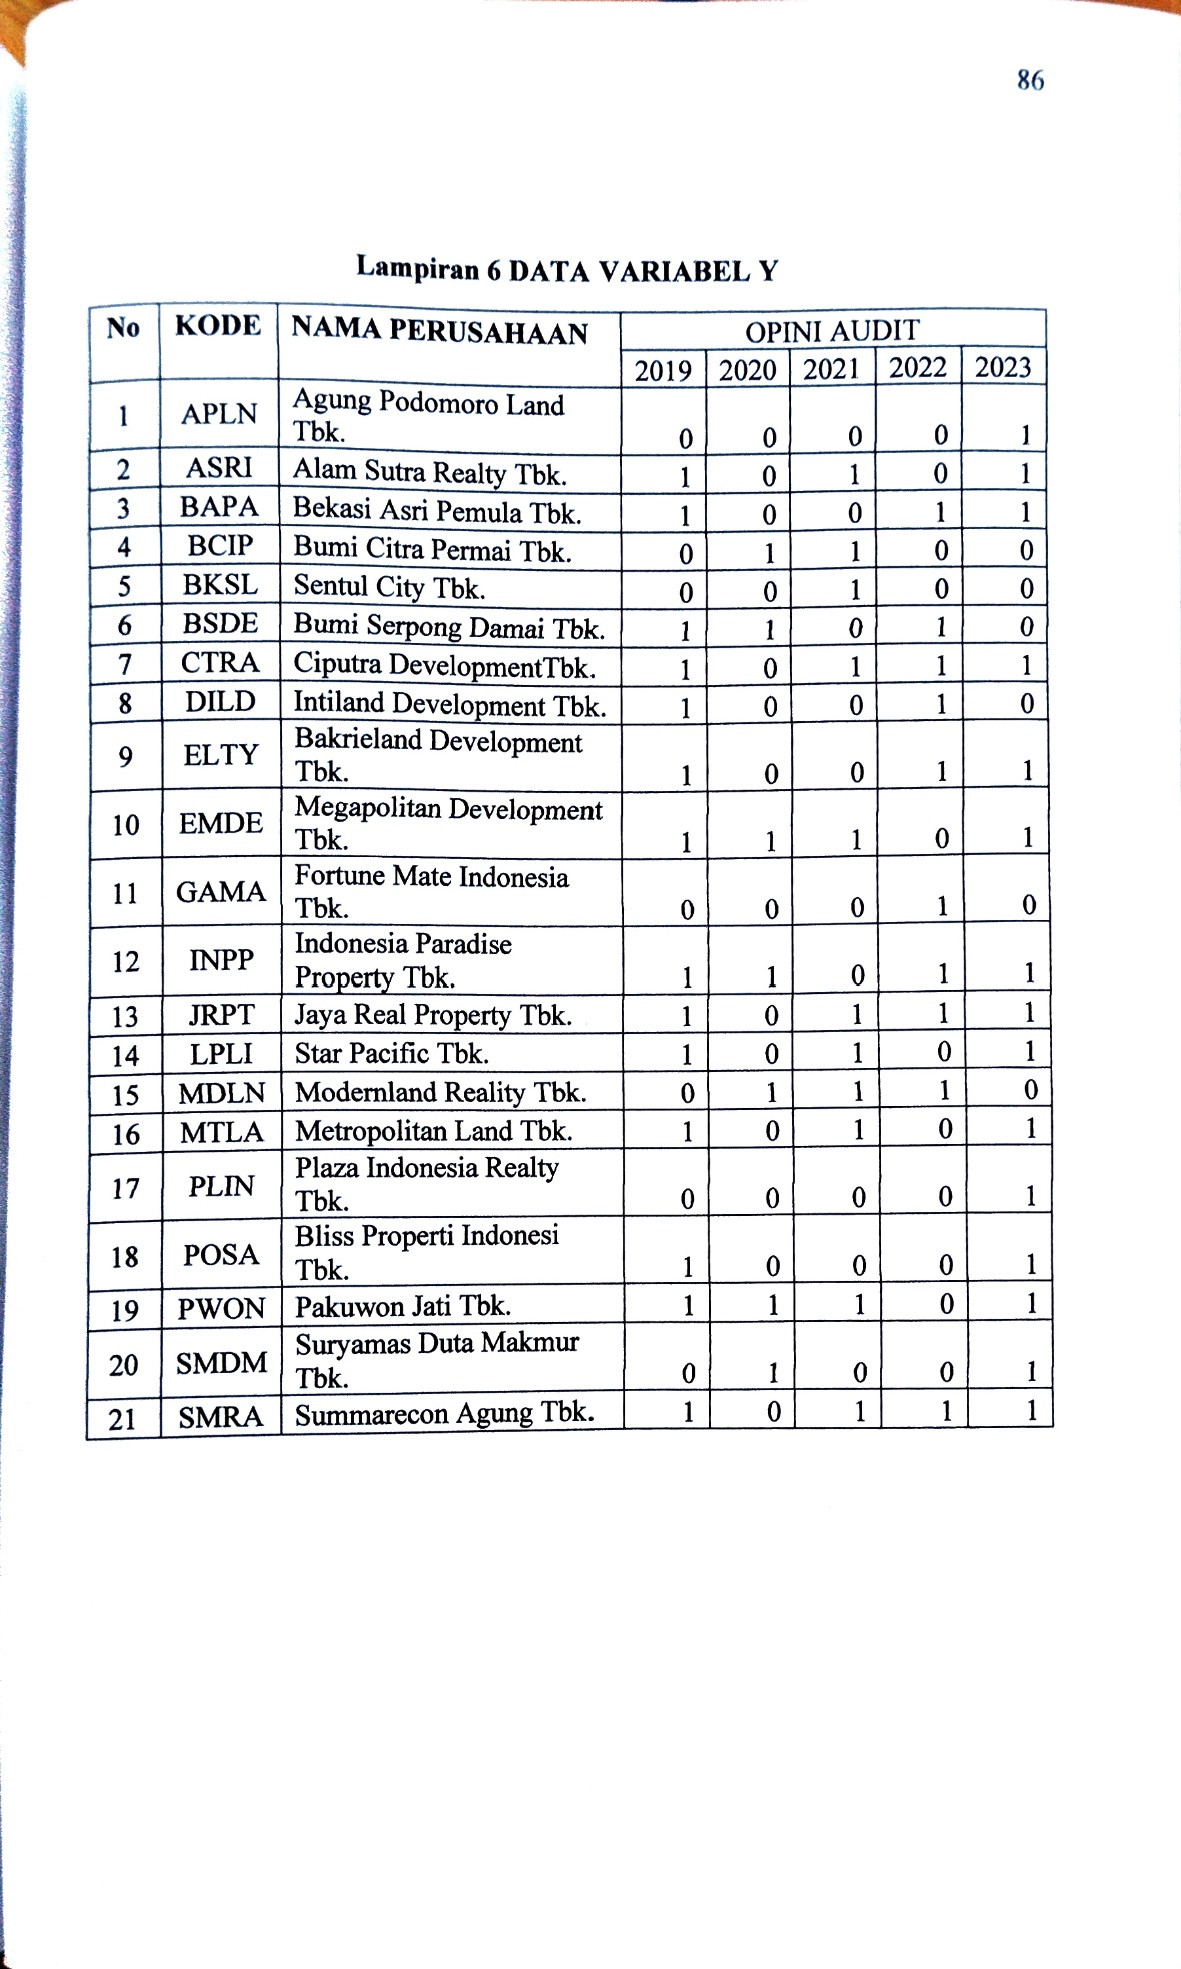 86
Lampiran 6 DATA VARIABEL Y
No KODE NAMA PERUSAHAAN OPINI AUDIT
2019 2020 2021 2022 2023
1 APLN Agung Podomoro Land
Tbk. 0 0 0 0 1
2 ASRI Alam Sutra Realty Tbk. 1 0 1 0 1
3 BAPA Bekasi Asri Pemula Tbk. 1 0 0 1 1
4 BCIP Bumi Citra Permai Tbk. 0 1 1 0 0
5 BKSL Sentul City Tbk. 0 0 1 0 0
6 BSDE Bumi Serpong Damai Tbk. 1 1 0 1 0
7 CTRA Ciputra DevelopmentTbk. 1 0 1 1 1
8 DILD Intiland Development Tbk. 1 0 0 1 0
9 ELTY Bakrieland Development
Tbk. 1 0 0 1 1
10 EMDE Megapolitan Development
Tbk. 1 1 1 0 1
11 GAMA Fortune Mate Indonesia
Tbk. 0 0 0 1 0
12 INPP Indonesia Paradise
Property Tbk. 1 1 0 1 1
13 JRPT Jaya Real Property Tbk. 1 0 1 1 1
14 LPLI Star Pacific Tbk. 1 0 1 0 1
15 MDLN Modernland Reality Tbk. 0 1 1 1 0
16 MTLA Metropolitan Land Tbk. 1 0 1 0 1
17 PLIN Plaza Indonesia Realty
Tbk. 0 0 0 0 1
18 POSA Bliss Properti Indonesi
Tbk. 1 0 0 0 1
19 PWON Pakuwon Jati Tbk. 1 1 1 0 1
20 SMDM Suryamas Duta Makmur
Tbk. 0 1 0 0 1
21 SMRA Summarecon Agung Tbk. 1 0 1 1 1